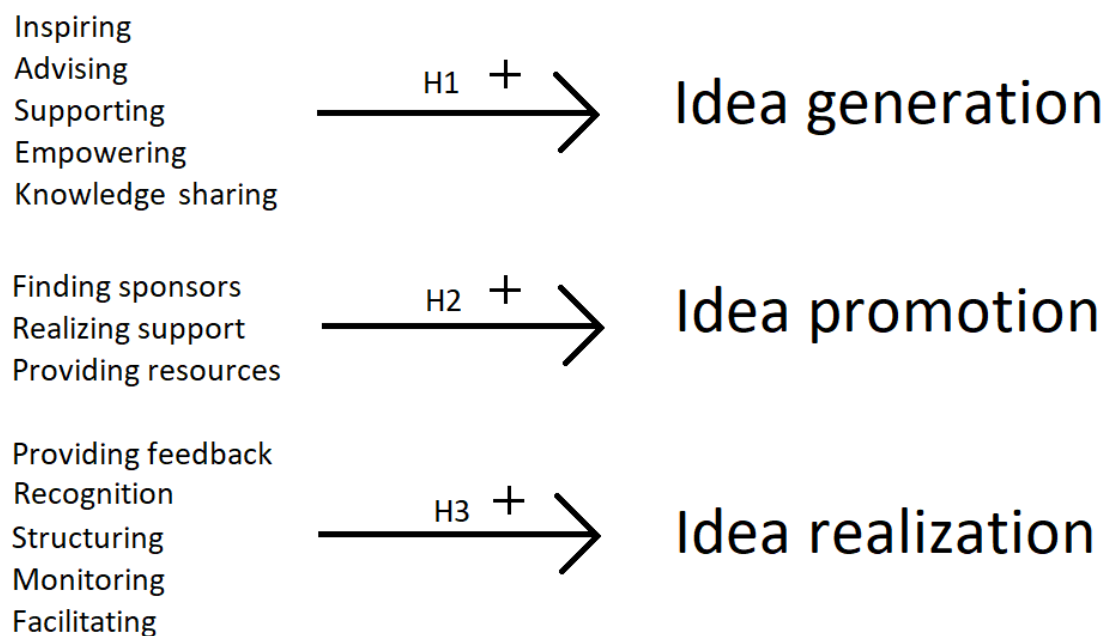 Inspiring
Advising
Supporting
Empowering
Knowledge sharing
H1 +
Idea generation
Finding sponsors
Realizing support
Providing resources
H2 +
Idea promotion
Providing feedback
Recognition
Structuring
Monitoring
Facilitating
H3 +
Idea realization